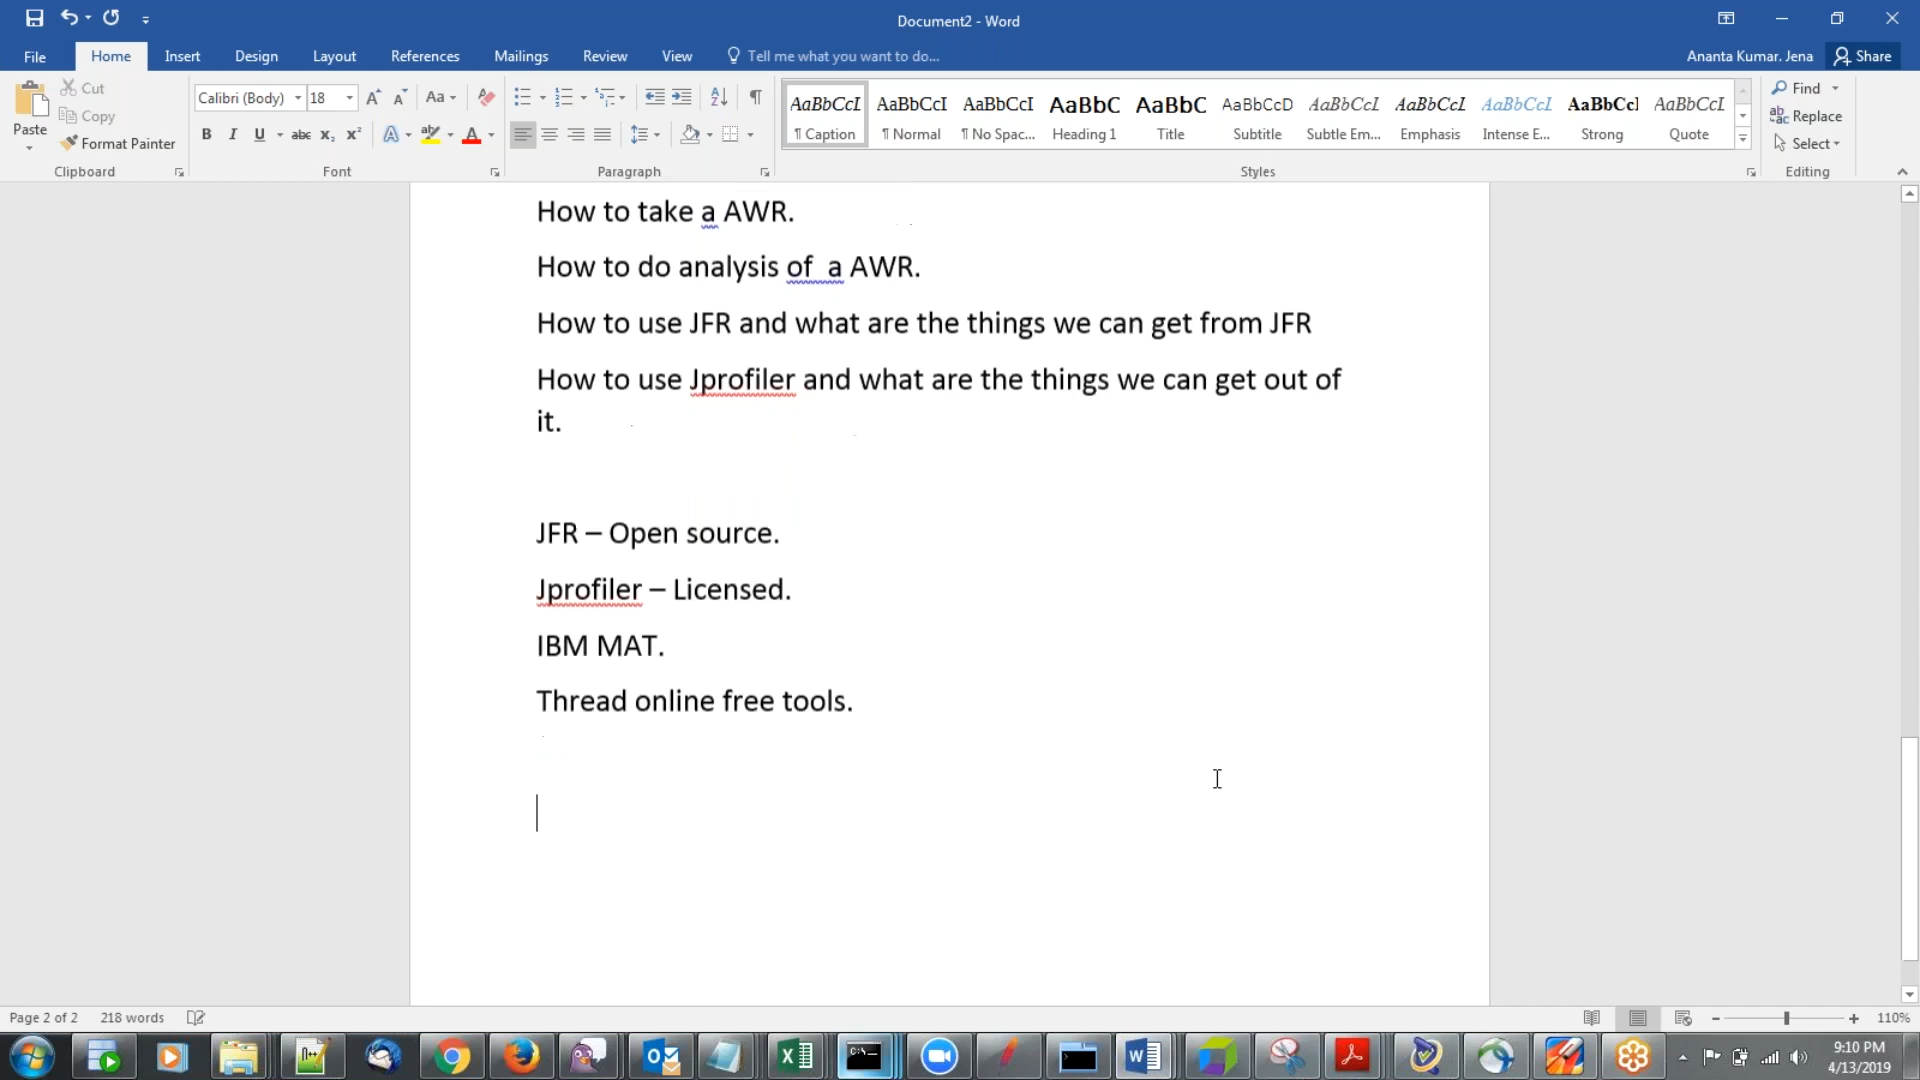 Document2 - Word
File Home Insert Design Layout References Mailings Review View Tell me what you want to do... Ananta Kumar. Jena Share
Paste
Cut
Copy
Format Painter
Calibri (Body) 18 Aa
B I U abc x₂ x² A A
AaBbCcI AaBbCcI AaBbCcI AaBbC AaBbC AaBbCcD AaBbCcI AaBbCcI AaBbCcI AaBbCcI AaBbCcI
¶ Caption ¶ Normal ¶ No Spac... Heading 1 Title Subtitle Subtle Em... Emphasis Intense E... Strong Quote
Find
Replace
Select
Clipboard Font Paragraph Styles Editing
How to take a AWR.
How to do analysis of  a AWR.
How to use JFR and what are the things we can get from JFR
How to use Jprofiler and what are the things we can get out of
it.
JFR – Open source.
Jprofiler – Licensed.
IBM MAT.
Thread online free tools.
Page 2 of 2 218 words 110%
9:10 PM
4/13/2019